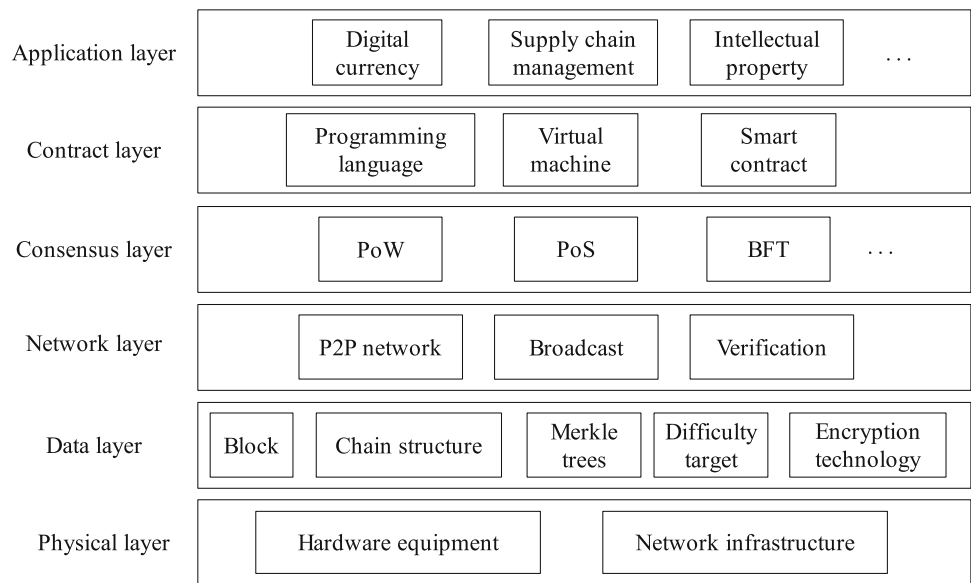 Application layer
Digital
currency
Supply chain
management
Intellectual
property
...
Contract layer
Programming
language
Virtual
machine
Smart
contract
Consensus layer
PoW
PoS
BFT
...
Network layer
P2P network
Broadcast
Verification
Data layer
Block
Chain structure
Merkle
trees
Difficulty
target
Encryption
technology
Physical layer
Hardware equipment
Network infrastructure